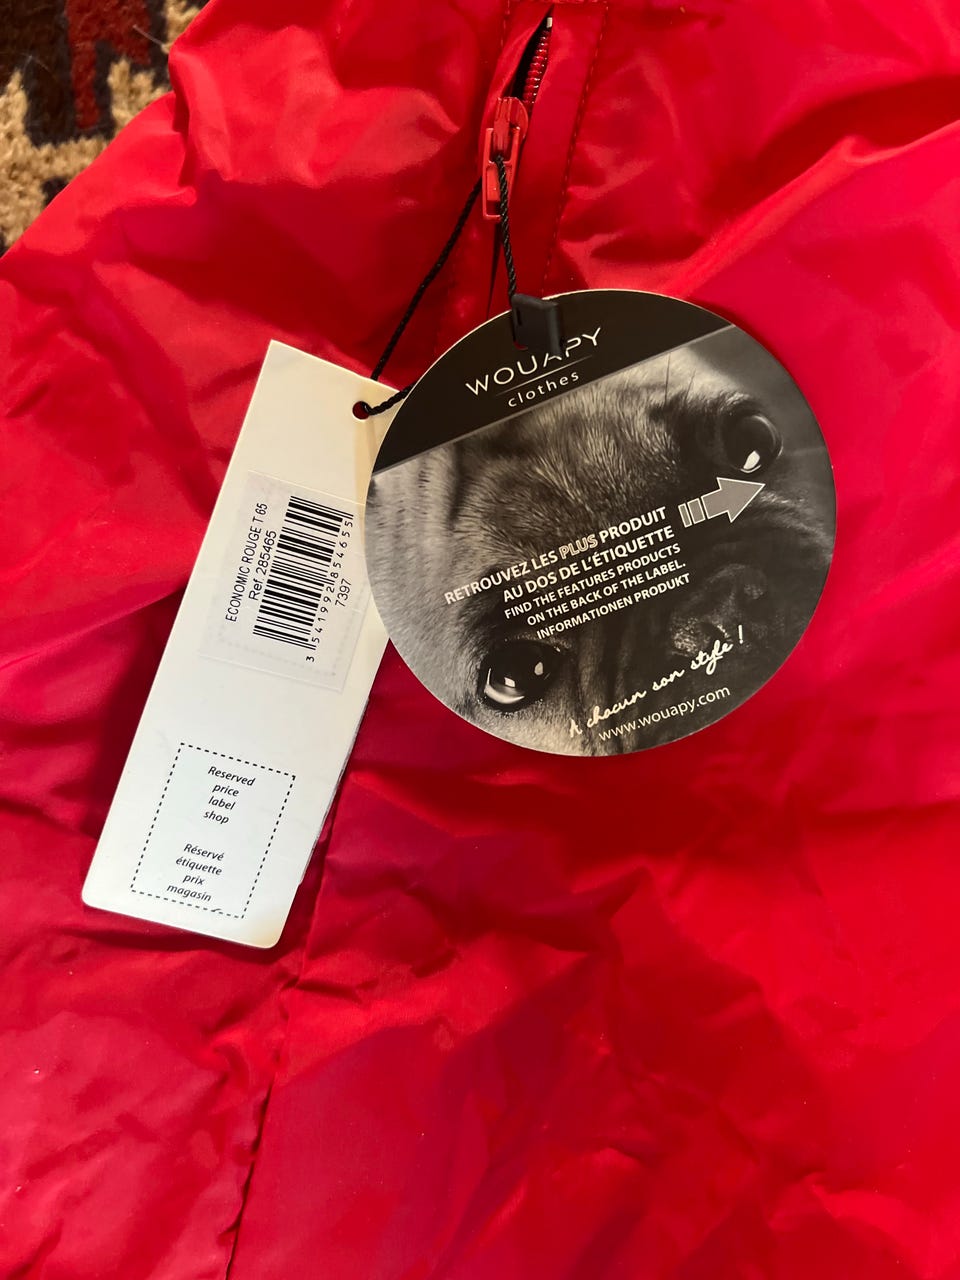 ECONOMIC ROUGE T 65
Ref. 285465
3 541992 854655
7397
Reserved
price
label
shop
Réservé
étiquette
prix
magasin
WOUAPY
clothes
RETROUVEZ LES PLUS PRODUIT
AU DOS DE L'ÉTIQUETTE
FIND THE FEATURES PRODUCTS
ON THE BACK OF THE LABEL.
INFORMATIONEN PRODUKT
A chacun son style !
www.wouapy.com